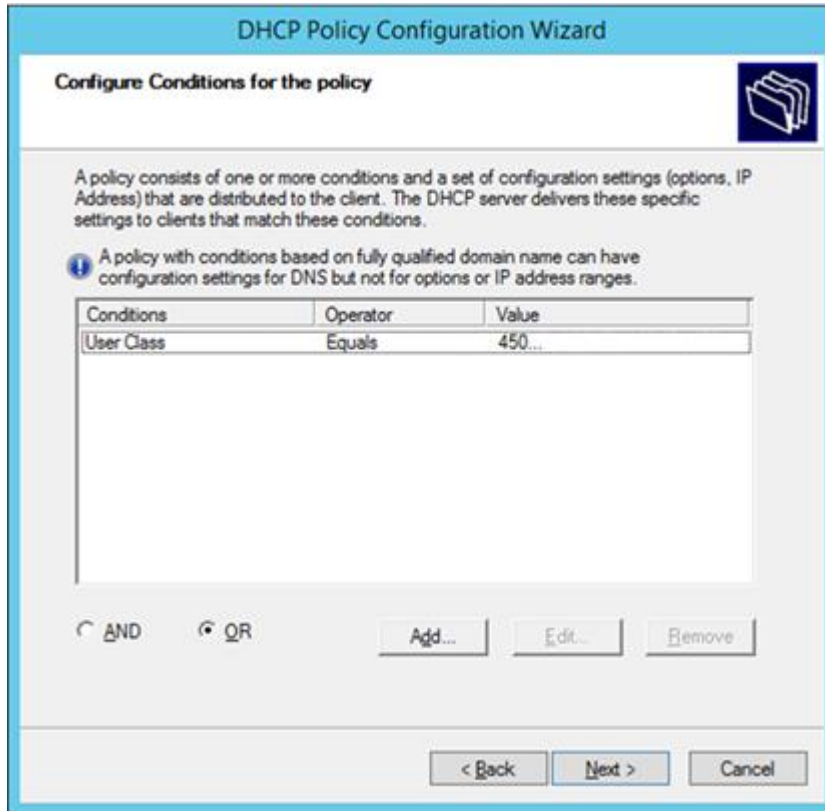 DHCP Policy Configuration Wizard
Configure Conditions for the policy
A policy consists of one or more conditions and a set of configuration settings (options, IP
Address) that are distributed to the client. The DHCP server delivers these specific
settings to clients that match these conditions.
A policy with conditions based on fully qualified domain name can have
configuration settings for DNS but not for options or IP address ranges.
Conditions Operator Value
User Class Equals 450...
AND OR Add... Edit... Remove
< Back Next > Cancel